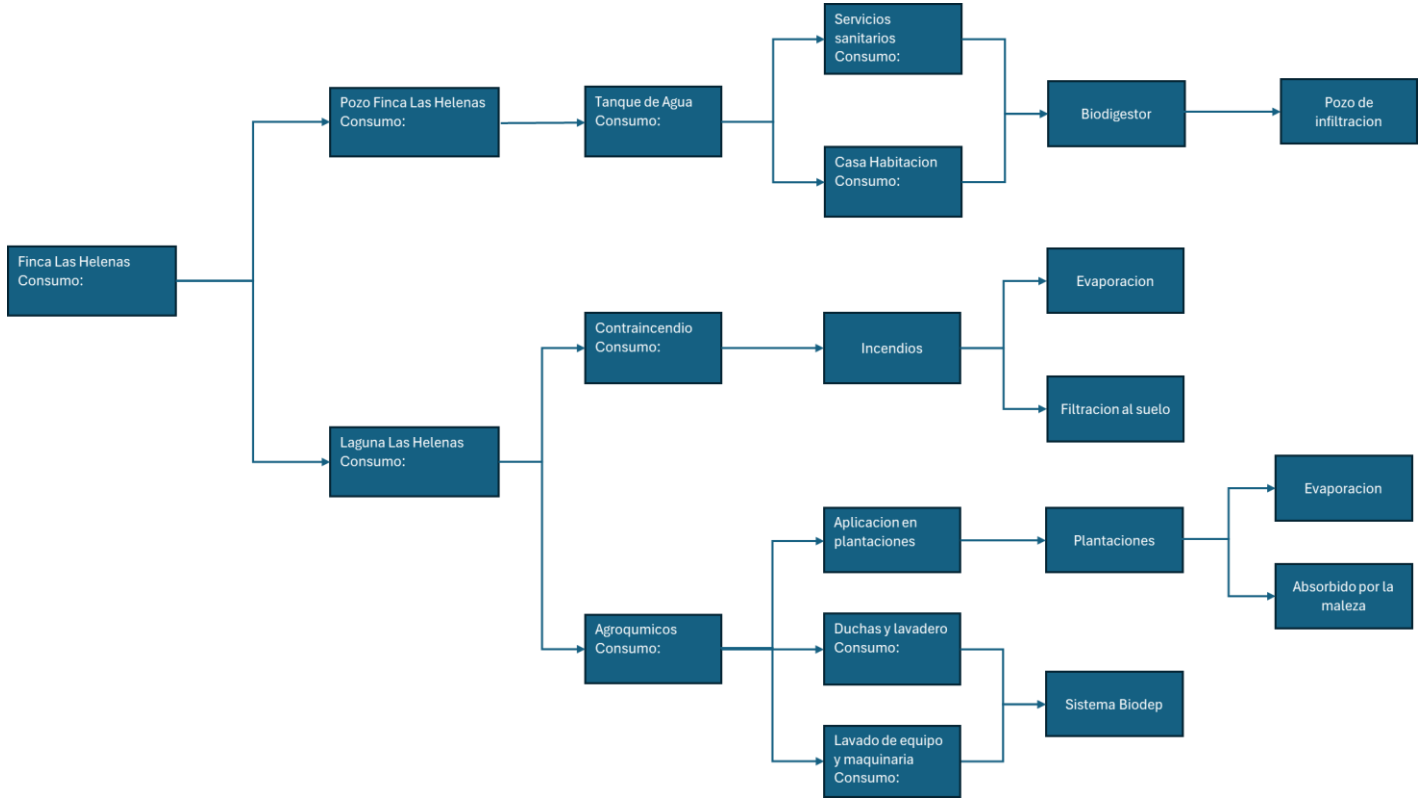 Servicios
sanitarios
Consumo:
Pozo Finca Las Helenas
Consumo:
Tanque de Agua
Consumo:
Biodigestor
Pozo de
infiltracion
Casa Habitacion
Consumo:
Finca Las Helenas
Consumo:
Evaporacion
Contraincendio
Consumo:
Incendios
Filtracion al suelo
Laguna Las Helenas
Consumo:
Evaporacion
Aplicacion en
plantaciones
Plantaciones
Absorbido por la
maleza
Agroqumicos
Consumo:
Duchas y lavadero
Consumo:
Sistema Biodep
Lavado de equipo
y maquinaria
Consumo: